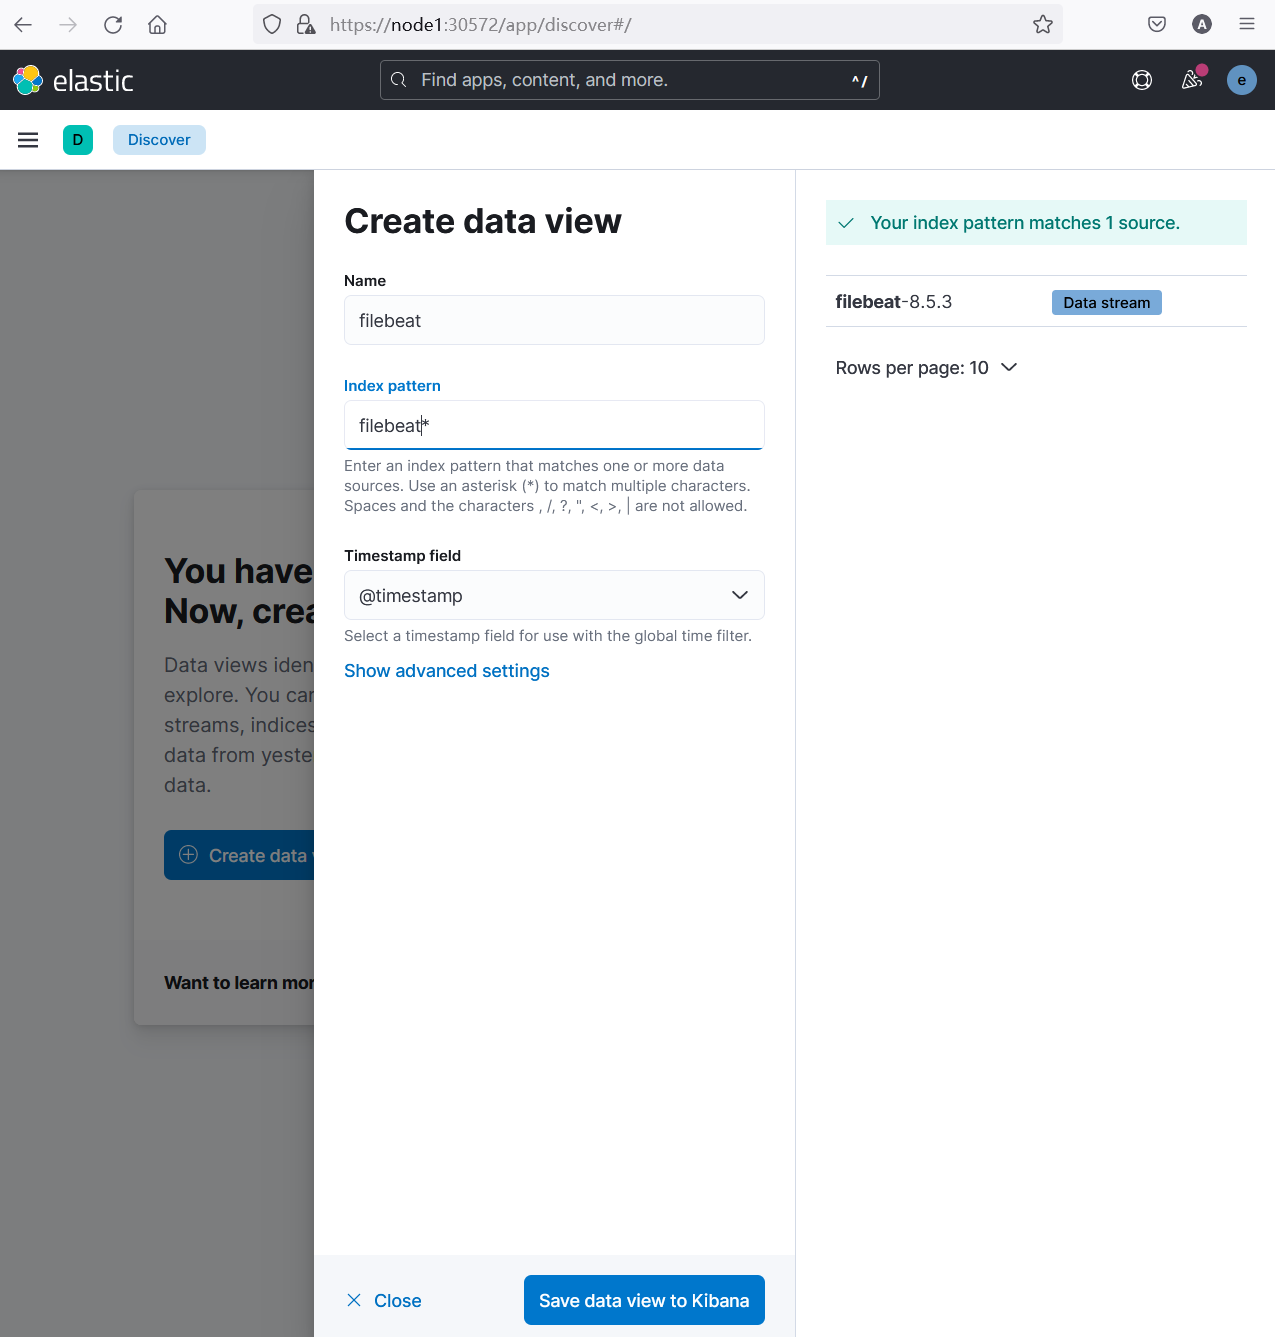 https://node1:30572/app/discover#/
A
elastic
Find apps, content, and more.
^/
e
D
Discover
Create data view
Name
filebeat
Index pattern
filebeat*
Enter an index pattern that matches one or more data
sources. Use an asterisk (*) to match multiple characters.
Spaces and the characters , /, ?, ", <, >, | are not allowed.
Timestamp field
@timestamp
Select a timestamp field for use with the global time filter.
Show advanced settings
Close
Save data view to Kibana
Your index pattern matches 1 source.
filebeat-8.5.3
Data stream
Rows per page: 10
You have
Now, crea
Data views iden
explore. You can
streams, indices
data from yeste
data.
Create data
Want to learn mor